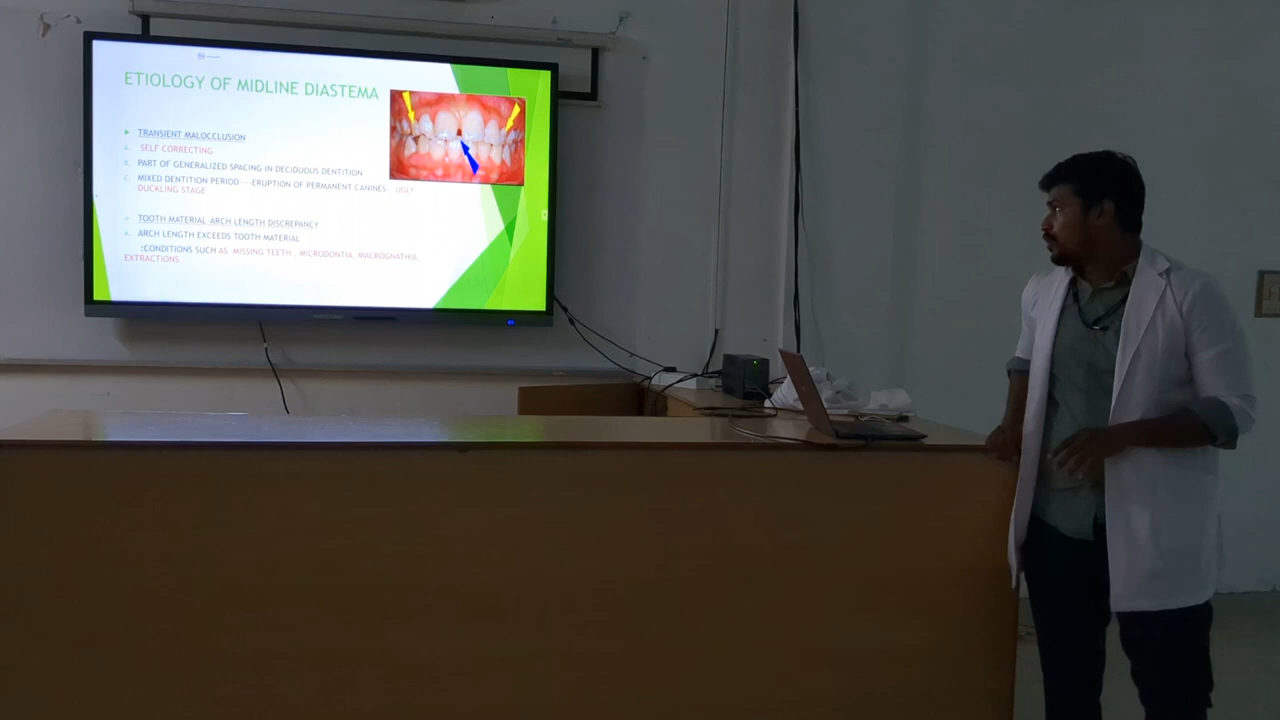 ETIOLOGY OF MIDLINE DIASTEMA
TRANSIENT MALOCCLUSION
A. SELF CORRECTING
B. PART OF GENERALIZED SPACING IN DECIDUOUS DENTITION
C. MIXED DENTITION PERIOD----ERUPTION OF PERMANENT CANINES- UGLY
DUCKLING STAGE
TOOTH MATERIAL-ARCH LENGTH DISCREPANCY
A. ARCH LENGTH EXCEEDS TOOTH MATERIAL
:CONDITIONS SUCH AS MISSING TEETH , MICRODONTIA, MACROGNATHIA,
EXTRACTIONS